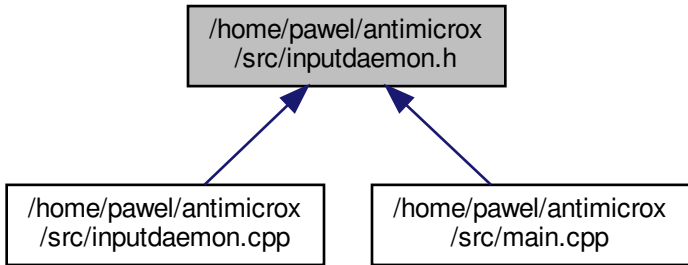 /home/pawel/antimicrox
/src/inputdaemon.h
/home/pawel/antimicrox
/src/inputdaemon.cpp
/home/pawel/antimicrox
/src/main.cpp